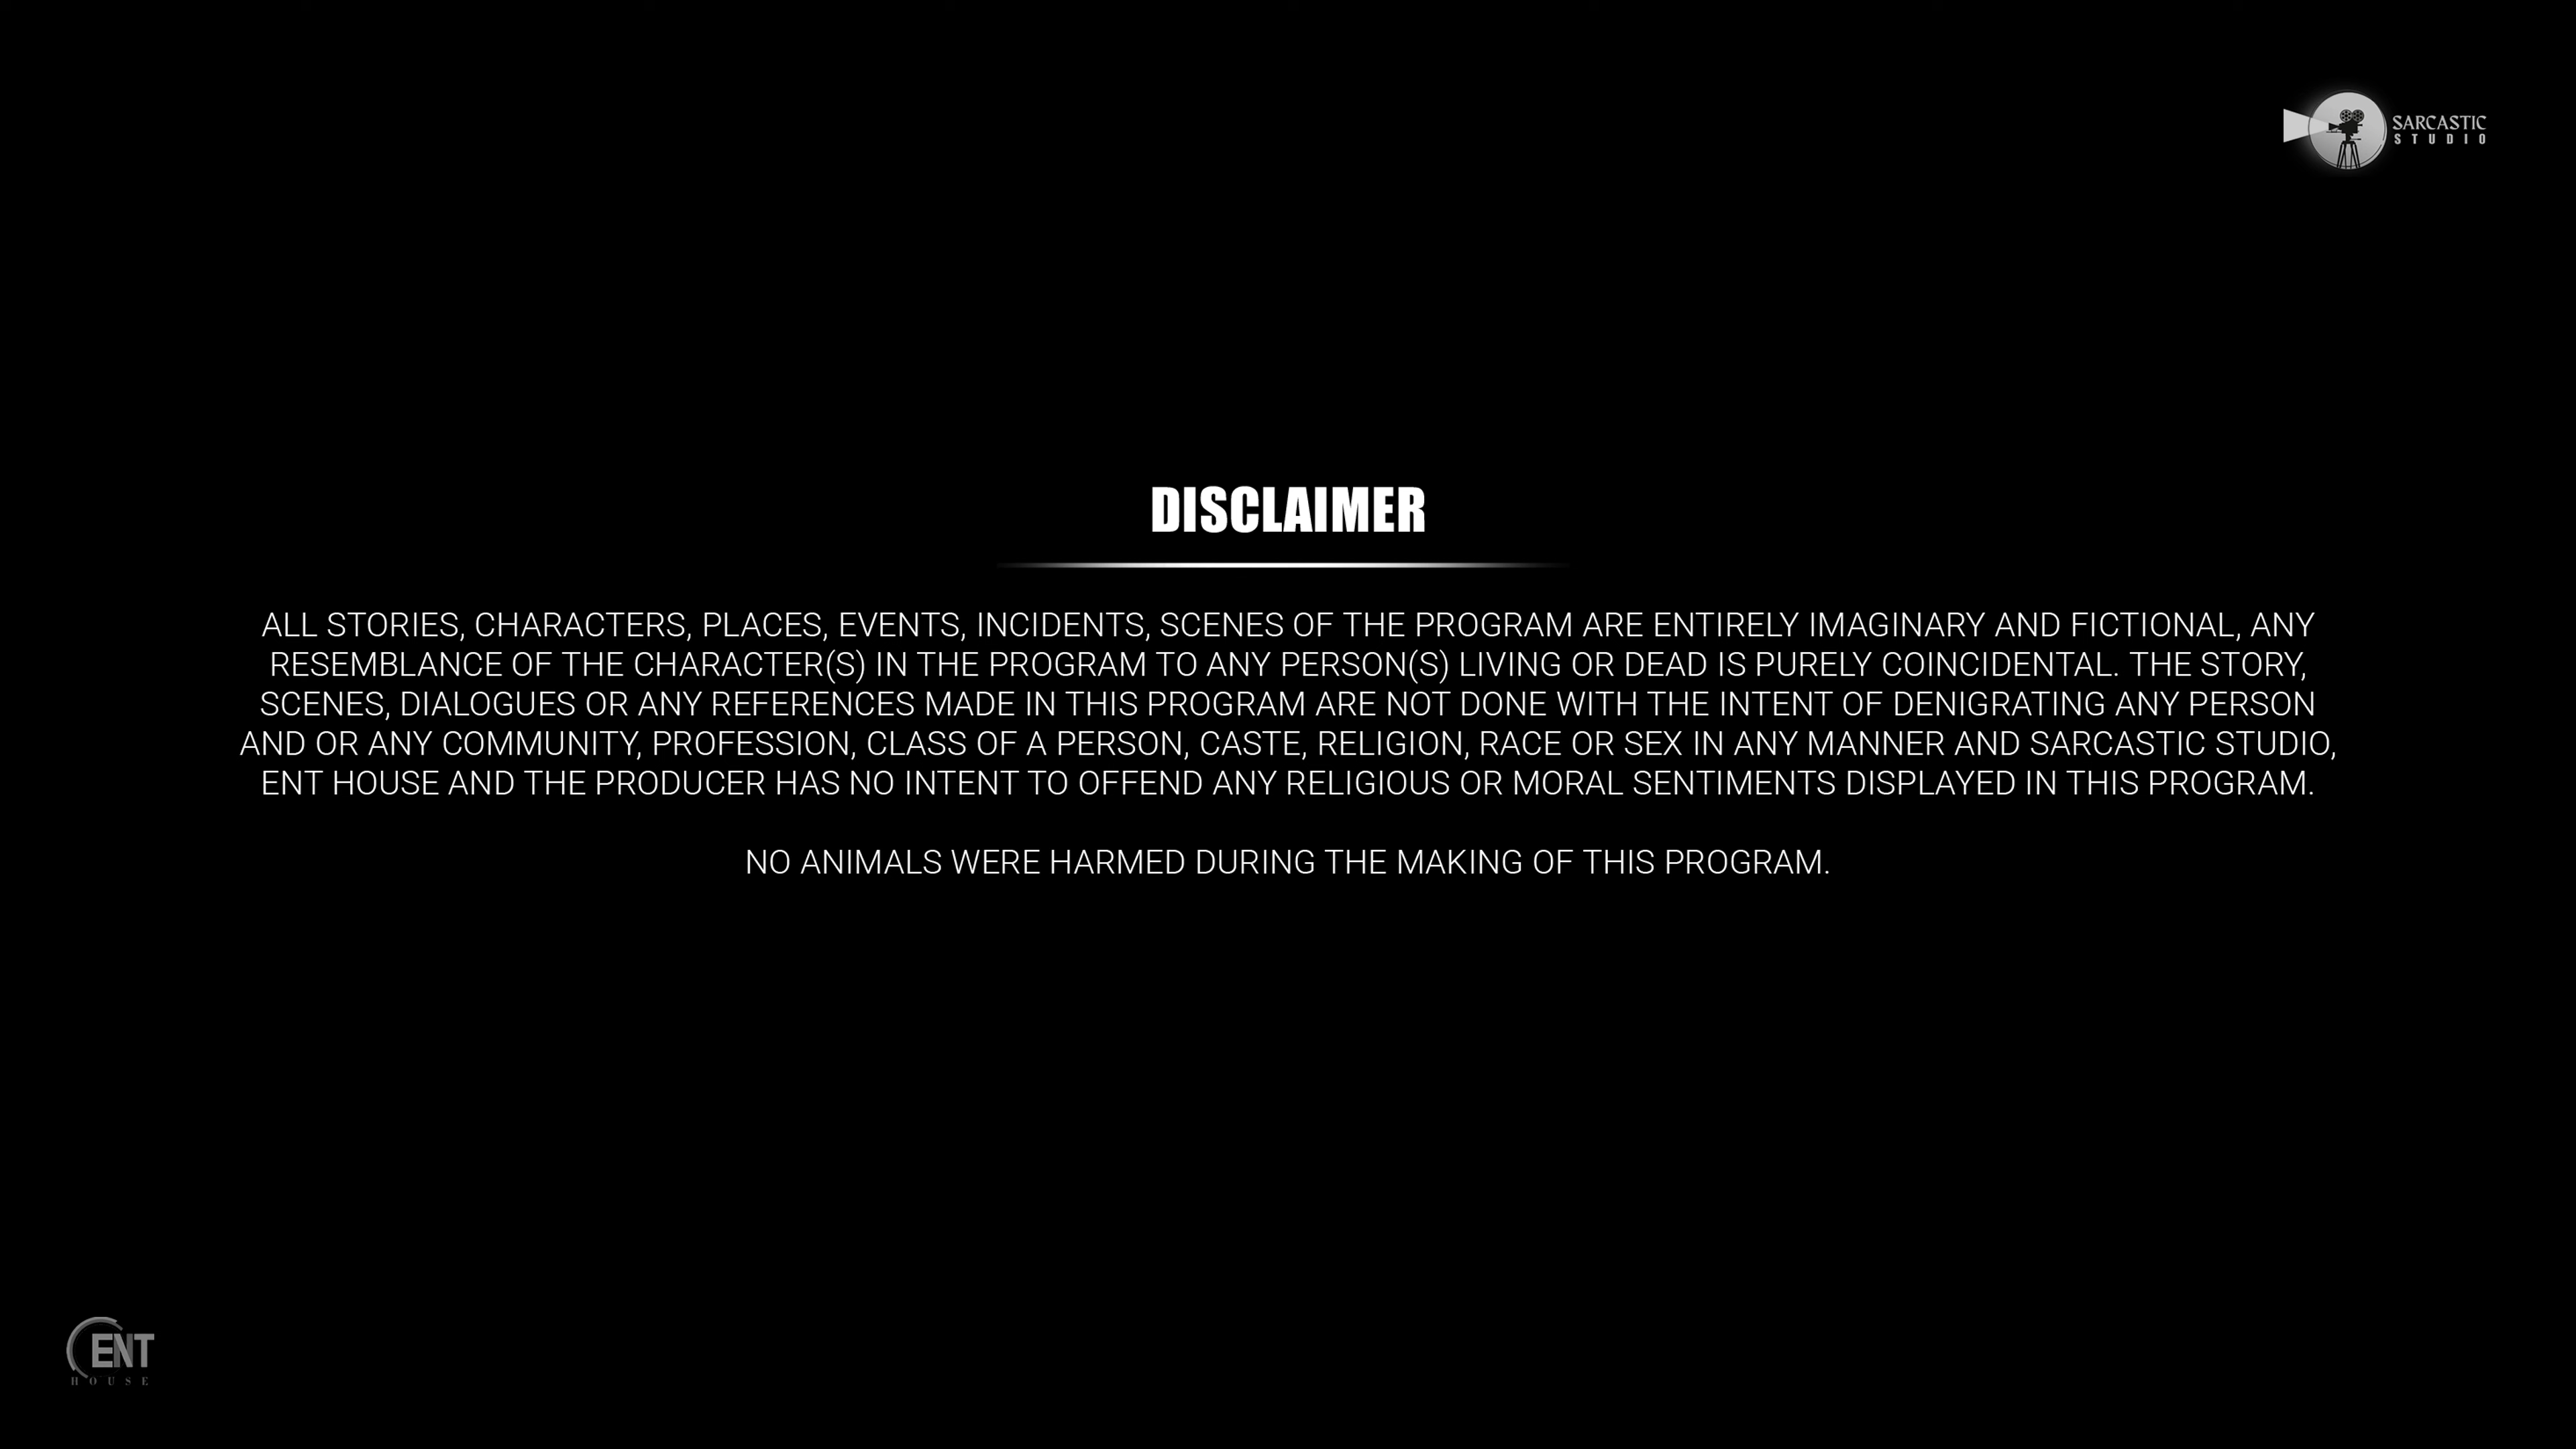 SARCASTIC
STUDIO
DISCLAIMER
ALL STORIES, CHARACTERS, PLACES, EVENTS, INCIDENTS, SCENES OF THE PROGRAM ARE ENTIRELY IMAGINARY AND FICTIONAL, ANY
RESEMBLANCE OF THE CHARACTER(S) IN THE PROGRAM TO ANY PERSON(S) LIVING OR DEAD IS PURELY COINCIDENTAL. THE STORY,
SCENES, DIALOGUES OR ANY REFERENCES MADE IN THIS PROGRAM ARE NOT DONE WITH THE INTENT OF DENIGRATING ANY PERSON
AND OR ANY COMMUNITY, PROFESSION, CLASS OF A PERSON, CASTE, RELIGION, RACE OR SEX IN ANY MANNER AND SARCASTIC STUDIO,
ENT HOUSE AND THE PRODUCER HAS NO INTENT TO OFFEND ANY RELIGIOUS OR MORAL SENTIMENTS DISPLAYED IN THIS PROGRAM.
NO ANIMALS WERE HARMED DURING THE MAKING OF THIS PROGRAM.
ENT
HOUSE